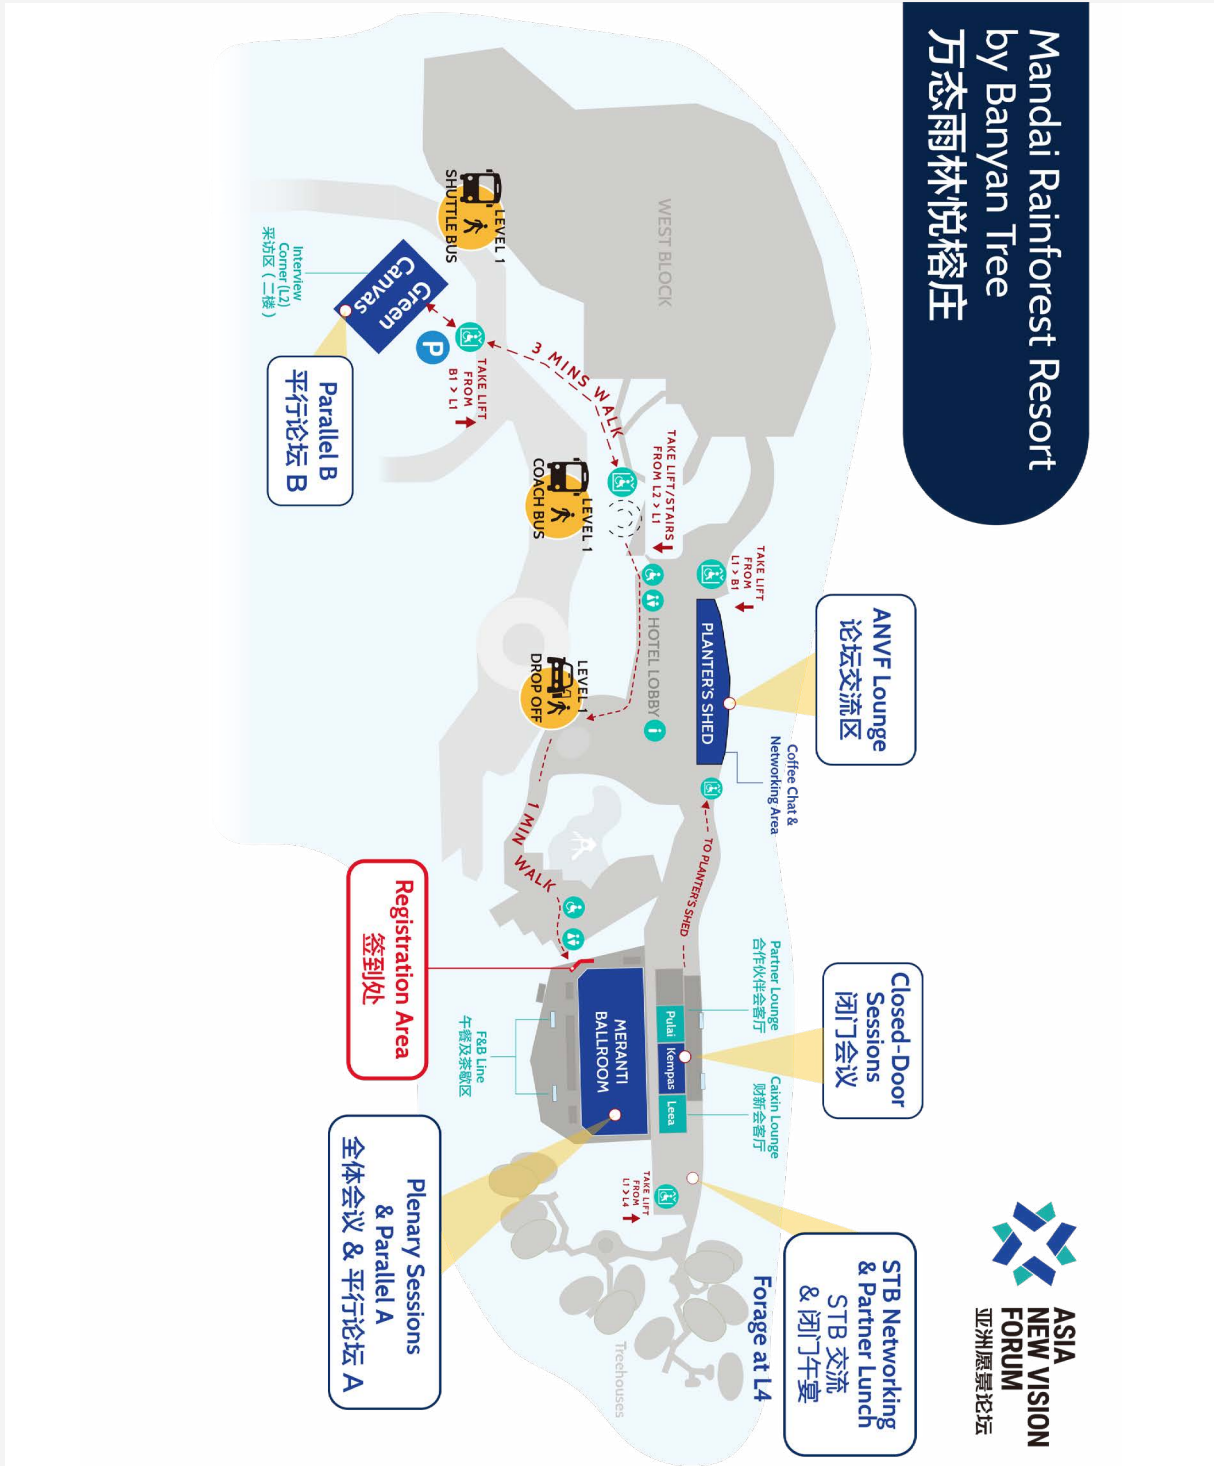 Mandai Rainforest Resort
by Banyan Tree
万态雨林悦榕庄
ASIA
NEW VISION
FORUM
亚洲愿景论坛
ANVF Lounge
论坛交流区
Closed-Door
Sessions
闭门会议
STB Networking
& Partner Lunch
STB 交流
& 闭门午宴
Forage at L4
Coffee Chat &
Networking Area
Partner Lounge
合作伙伴会客厅
Caixin Lounge
财新会客厅
TAKE LIFT
FROM
L1 > B1
PLANTER'S SHED
TO PLANTER'S SHED
WEST BLOCK
TAKE LIFT/STAIRS
FROM L2 > L1
HOTEL LOBBY
Pulai
Kempas
Leea
TAKE LIFT
FROM
L1 > L4
Treehouses
MERANTI
BALLROOM
3 MINS WALK
LEVEL 1
SHUTTLE BUS
LEVEL 1
COACH BUS
LEVEL 1
DROP OFF
1 MIN WALK
TAKE LIFT
FROM
B1 > L1
P
Green
Canvas
Interview
Corner (L2)
采访区 ( 二楼 )
Parallel B
平行论坛 B
Registration Area
签到处
F&B Line
午餐及茶歇区
Plenary Sessions
& Parallel A
全体会议 & 平行论坛 A